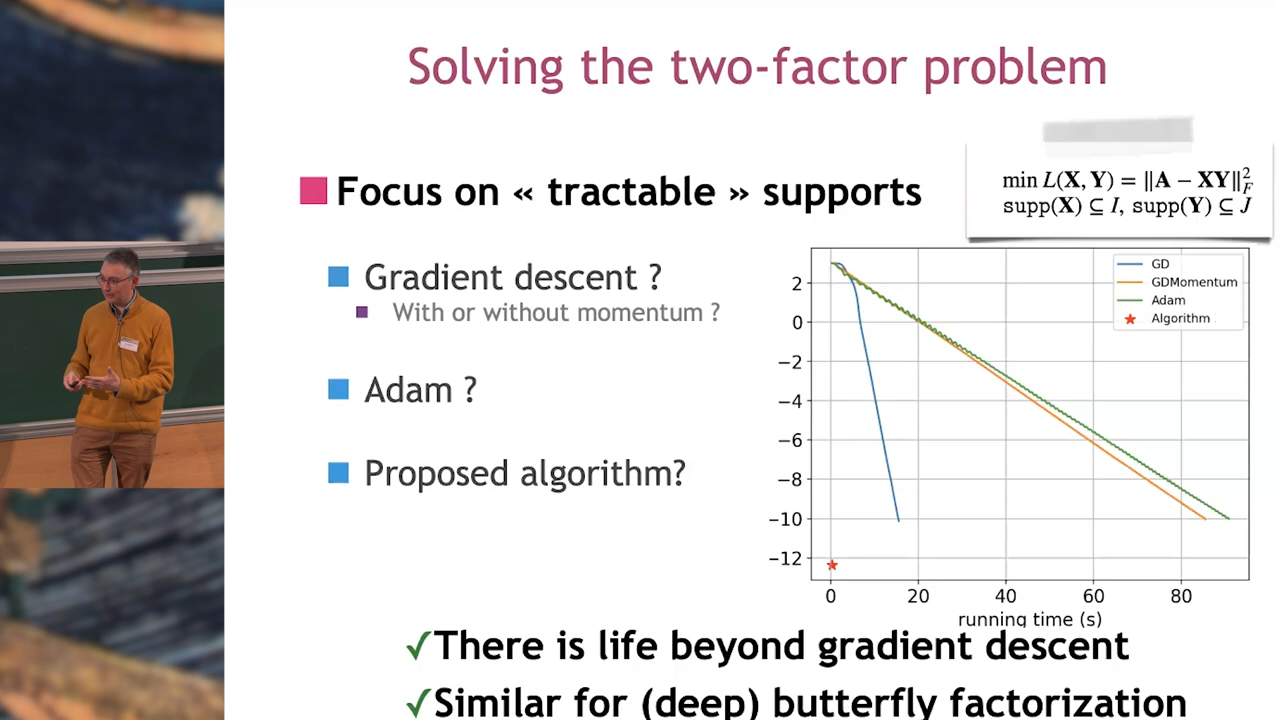 Solving the two-factor problem
Focus on « tractable » supports
min L(X, Y) = ‖A − XY‖²_F
supp(X) ⊆ I, supp(Y) ⊆ J
Gradient descent ?
With or without momentum ?
Adam ?
Proposed algorithm?
GD
GDMomentum
Adam
Algorithm
2
0
−2
−4
−6
−8
−10
−12
0 20 40 60 80
running time (s)
✓There is life beyond gradient descent
✓Similar for (deep) butterfly factorization